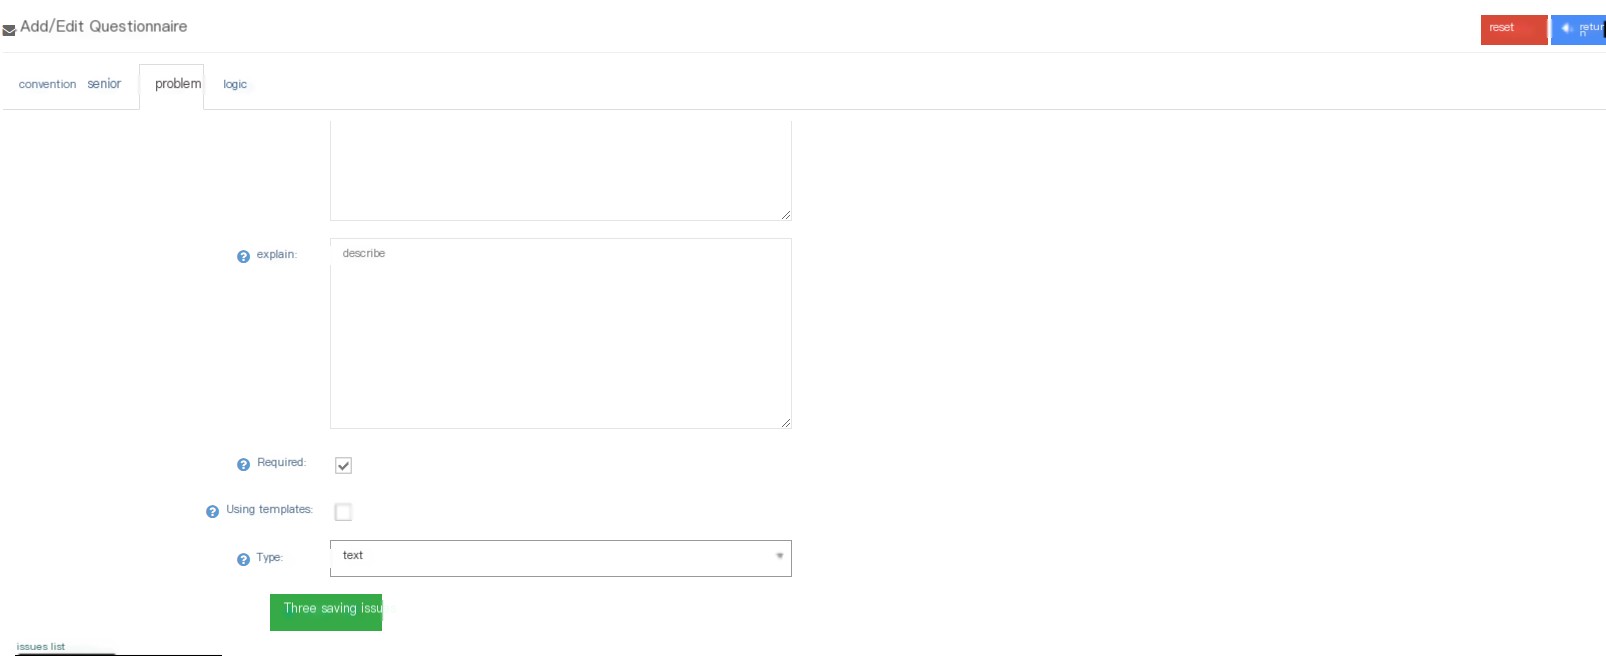 Add/Edit Questionnaire
reset
retur
n
convention senior problem logic
explain:
describe
Required:
Using templates:
Type:
text
Three saving issu
issues list